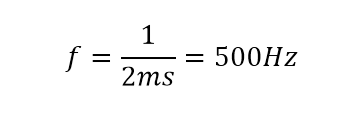 f = 1/2ms = 500Hz